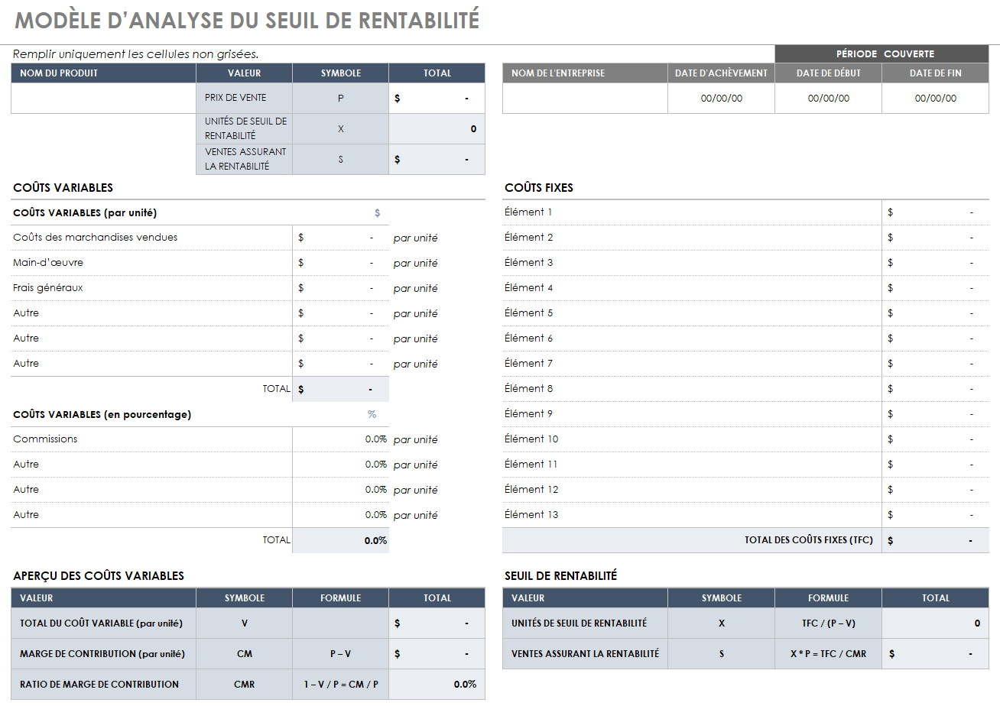 MODÈLE D’ANALYSE DU SEUIL DE RENTABILITÉ
Remplir uniquement les cellules non grisées.
PÉRIODE COUVERTE
NOM DU PRODUIT VALEUR SYMBOLE TOTAL
PRIX DE VENTE P $ -
UNITÉS DE SEUIL DE
RENTABILITÉ X 0
VENTES ASSURANT
LA RENTABILITÉ S $ -
NOM DE L’ENTREPRISE DATE D’ACHÈVEMENT DATE DE DÉBUT DATE DE FIN
00/00/00 00/00/00 00/00/00
COÛTS VARIABLES
COÛTS VARIABLES (par unité) $
Coûts des marchandises vendues $ - par unité
Main-d’œuvre $ - par unité
Frais généraux $ - par unité
Autre $ - par unité
Autre $ - par unité
Autre $ - par unité
TOTAL $ -
COÛTS VARIABLES (en pourcentage) %
Commissions 0.0% par unité
Autre 0.0% par unité
Autre 0.0% par unité
Autre 0.0% par unité
TOTAL 0.0%
COÛTS FIXES
Élément 1 $ -
Élément 2 $ -
Élément 3 $ -
Élément 4 $ -
Élément 5 $ -
Élément 6 $ -
Élément 7 $ -
Élément 8 $ -
Élément 9 $ -
Élément 10 $ -
Élément 11 $ -
Élément 12 $ -
Élément 13 $ -
TOTAL DES COÛTS FIXES (TFC) $ -
APERÇU DES COÛTS VARIABLES
VALEUR SYMBOLE FORMULE TOTAL
TOTAL DU COÛT VARIABLE (par unité) V $ -
MARGE DE CONTRIBUTION (par unité) CM P – V $ -
RATIO DE MARGE DE CONTRIBUTION CMR 1 – V / P = CM / P 0.0%
SEUIL DE RENTABILITÉ
VALEUR SYMBOLE FORMULE TOTAL
UNITÉS DE SEUIL DE RENTABILITÉ X TFC / (P – V) 0
VENTES ASSURANT LA RENTABILITÉ S X * P = TFC / CMR $ -